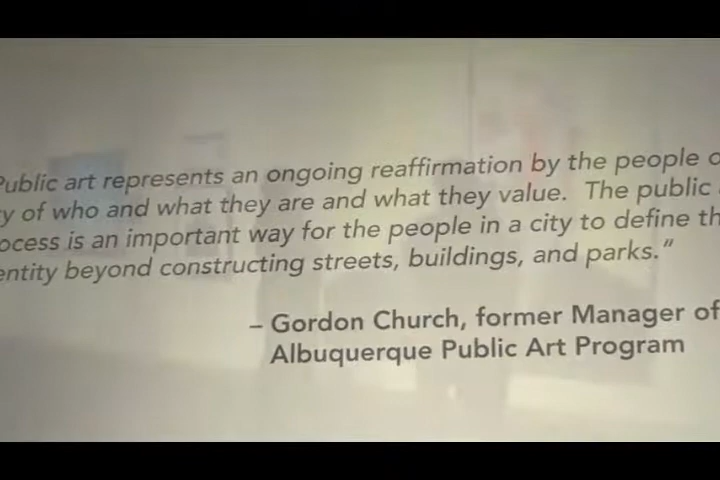 Public art represents an ongoing reaffirmation by the people o
ty of who and what they are and what they value. The public
ocess is an important way for the people in a city to define th
entity beyond constructing streets, buildings, and parks."
– Gordon Church, former Manager of
Albuquerque Public Art Program